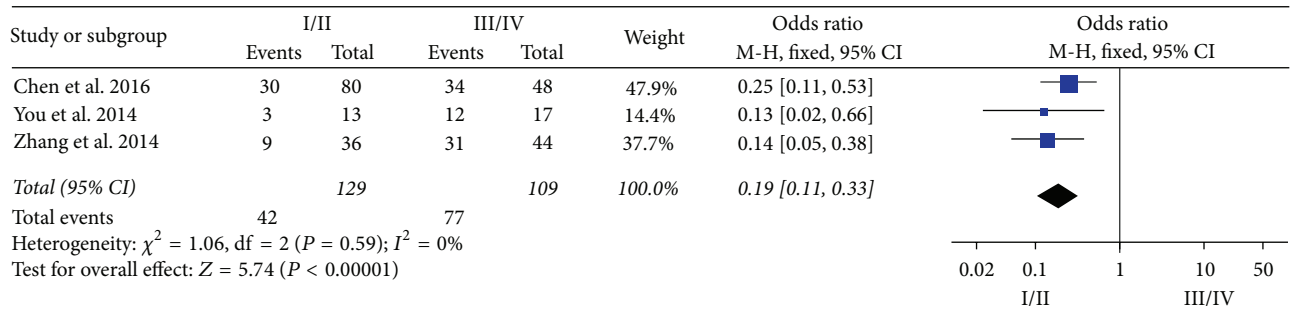 Study or subgroup I/II III/IV Weight Odds ratio Odds ratio
Events Total Events Total M-H, fixed, 95% CI M-H, fixed, 95% CI
Chen et al. 2016 30 80 34 48 47.9% 0.25 [0.11, 0.53]
You et al. 2014 3 13 12 17 14.4% 0.13 [0.02, 0.66]
Zhang et al. 2014 9 36 31 44 37.7% 0.14 [0.05, 0.38]
Total (95% CI) 129 109 100.0% 0.19 [0.11, 0.33]
Total events 42 77
Heterogeneity: χ² = 1.06, df = 2 (P = 0.59); I² = 0%
Test for overall effect: Z = 5.74 (P < 0.00001)
0.02 0.1 1 10 50
I/II III/IV